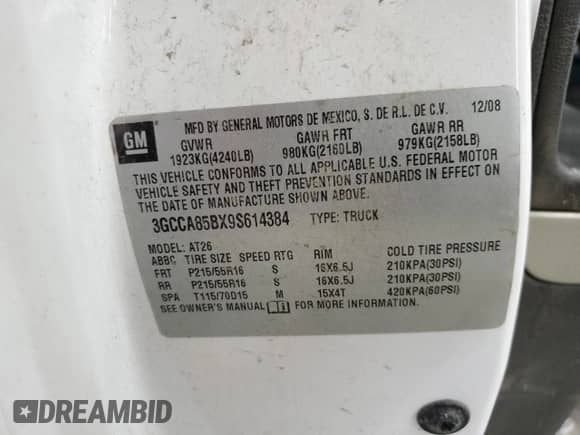 MFD BY GENERAL MOTORS DE MEXICO, S. DE R.L. DE C.V. 12/08
GM
GVWR GAWR FRT GAWR RR
1923KG(4240LB) 980KG(2160LB) 979KG(2158LB)
THIS VEHICLE CONFORMS TO ALL APPLICABLE U.S. FEDERAL MOTOR
VEHICLE SAFETY AND THEFT PREVENTION STANDARDS IN EFFECT ON
THE DATE OF MANUFACTURE SHOWN ABOVE.
3GCCA85BX9S614384 TYPE: TRUCK
MODEL: AT26
ABBC TIRE SIZE SPEED RTG RIM COLD TIRE PRESSURE
FRT P215/55R16 S 16X6.5J 210KPA(30PSI)
RR P215/55R16 S 16X6.5J 210KPA(30PSI)
SPA T115/70D15 M 15X4T 420KPA(60PSI)
SEE OWNER'S MANUAL FOR MORE INFORMATION.
DREAMBID